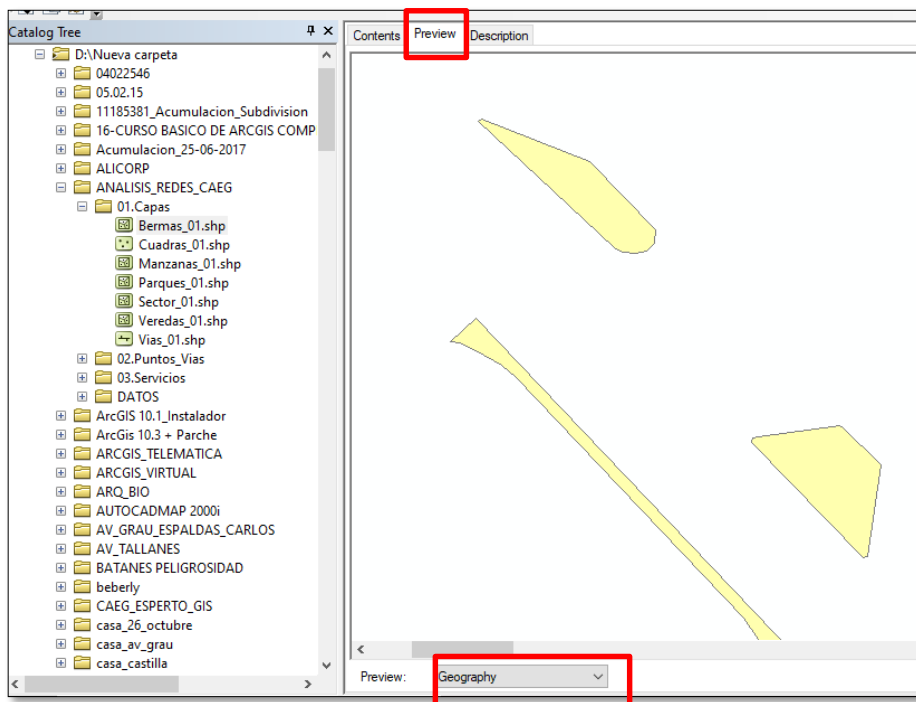 Catalog Tree
D:\Nueva carpeta
04022546
05.02.15
11185381_Acumulacion_Subdivision
16-CURSO BASICO DE ARCGIS COMP
Acumulacion_25-06-2017
ALICORP
ANALISIS_REDES_CAEG
01.Capas
Bermas_01.shp
Cuadras_01.shp
Manzanas_01.shp
Parques_01.shp
Sector_01.shp
Veredas_01.shp
Vias_01.shp
02.Puntos_Vias
03.Servicios
DATOS
ArcGIS 10.1_Instalador
ArcGis 10.3 + Parche
ARCGIS_TELEMATICA
ARCGIS_VIRTUAL
ARQ_BIO
AUTOCADMAP 2000i
AV_GRAU_ESPALDAS_CARLOS
AV_TALLANES
BATANES PELIGROSIDAD
beberly
CAEG_ESPERTO_GIS
casa_26_octubre
casa_av_grau
casa_castilla
Contents Preview Description
Preview: Geography